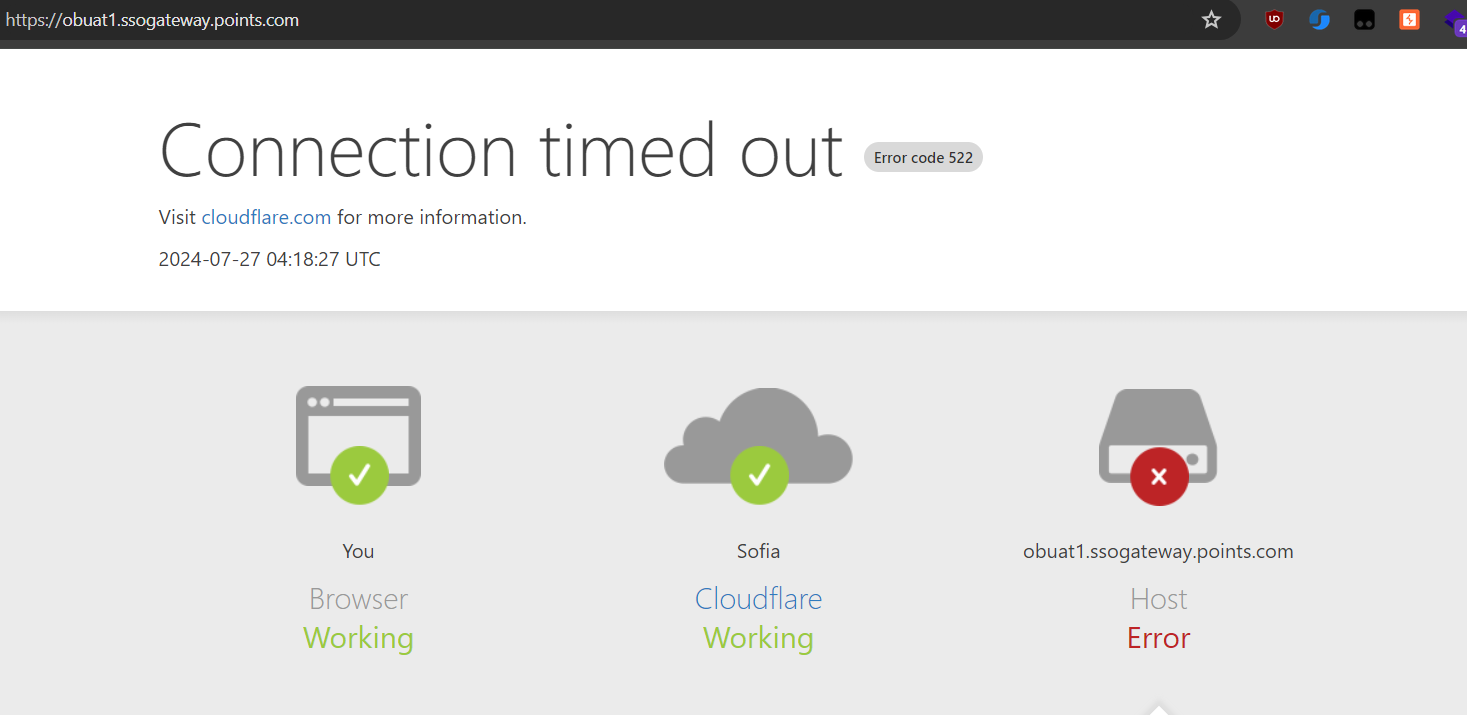 https://obuat1.ssogateway.points.com
4
Connection timed out Error code 522
Visit cloudflare.com for more information.
2024-07-27 04:18:27 UTC
You
Browser
Working
Sofia
Cloudflare
Working
obuat1.ssogateway.points.com
Host
Error